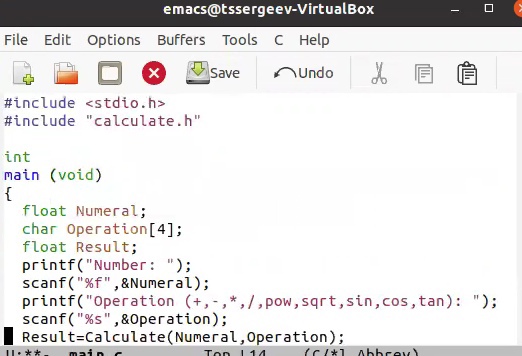 emacs@tssergeev-VirtualBox
File Edit Options Buffers Tools C Help
Save Undo
#include <stdio.h>
#include "calculate.h"
int
main (void)
{
float Numeral;
char Operation[4];
float Result;
printf("Number: ");
scanf("%f",&Numeral);
printf("Operation (+,-,*,/,pow,sqrt,sin,cos,tan): ");
scanf("%s",&Operation);
Result=Calculate(Numeral,Operation);
U:**- main.c Top L14 (C/*l Abbrev)